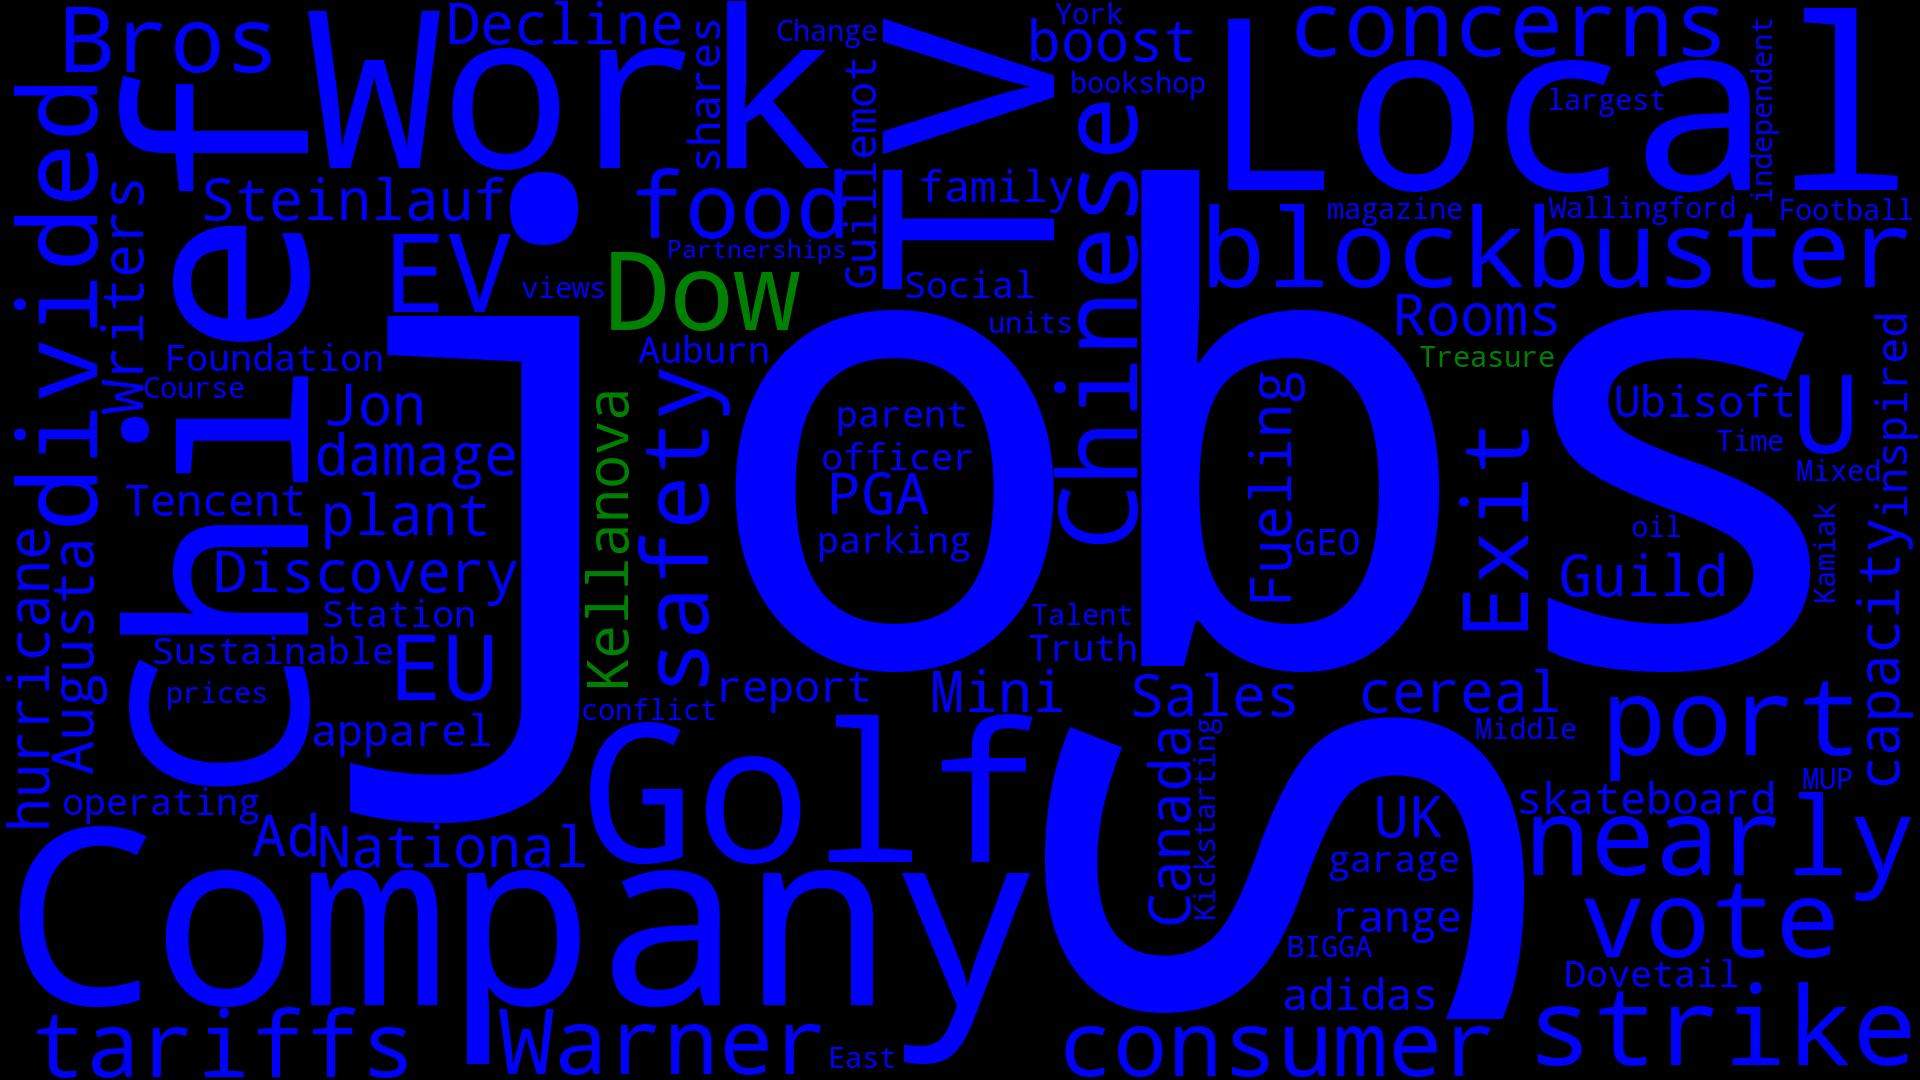 Bros
Work
Decline
shares
Change
TV
York
boost
bookshop
Local
concerns
largest
independent
divided
Chief
Writers
Steinlauf
food
Guillemot
family
Chinese
magazine
Wallingford
Football
blockbuster
Partnerships
EV
views
Dow
Social
units
Rooms
Treasure
Foundation
Course
Auburn
jobs
Jon
damage
Kellanova
safety
parent
officer
PGA
parking
Fueling
GEO
Exit
Ubisoft
U
Time
Mixed
inspired
Tencent
plant
Discovery
Station
oil
Guild
Kamiak
capacity
hurricane
Augusta
Sustainable
EU
prices
apparel
Talent
Truth
conflict
report
Mini
Sales
cereal
Middle
port
operating
Ad
National
Golf
S
Canada
Kickstarting
UK
garage
range
BIGGA
adidas
MUP
skateboard
nearly
vote
Dovetail
Company
tariffs
Warner
East
consumer
strike